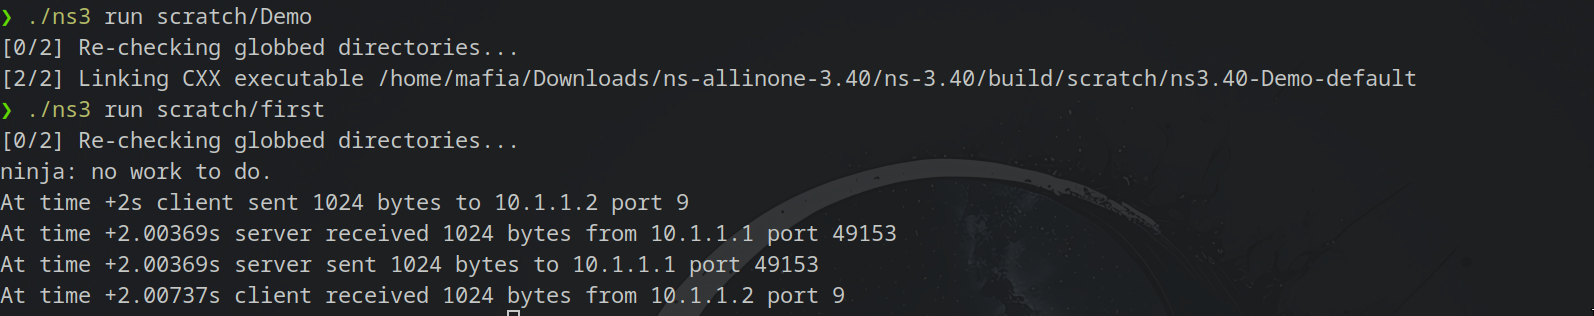 ❯ ./ns3 run scratch/Demo
[0/2] Re-checking globbed directories...
[2/2] Linking CXX executable /home/mafia/Downloads/ns-allinone-3.40/ns-3.40/build/scratch/ns3.40-Demo-default
❯ ./ns3 run scratch/first
[0/2] Re-checking globbed directories...
ninja: no work to do.
At time +2s client sent 1024 bytes to 10.1.1.2 port 9
At time +2.00369s server received 1024 bytes from 10.1.1.1 port 49153
At time +2.00369s server sent 1024 bytes to 10.1.1.1 port 49153
At time +2.00737s client received 1024 bytes from 10.1.1.2 port 9